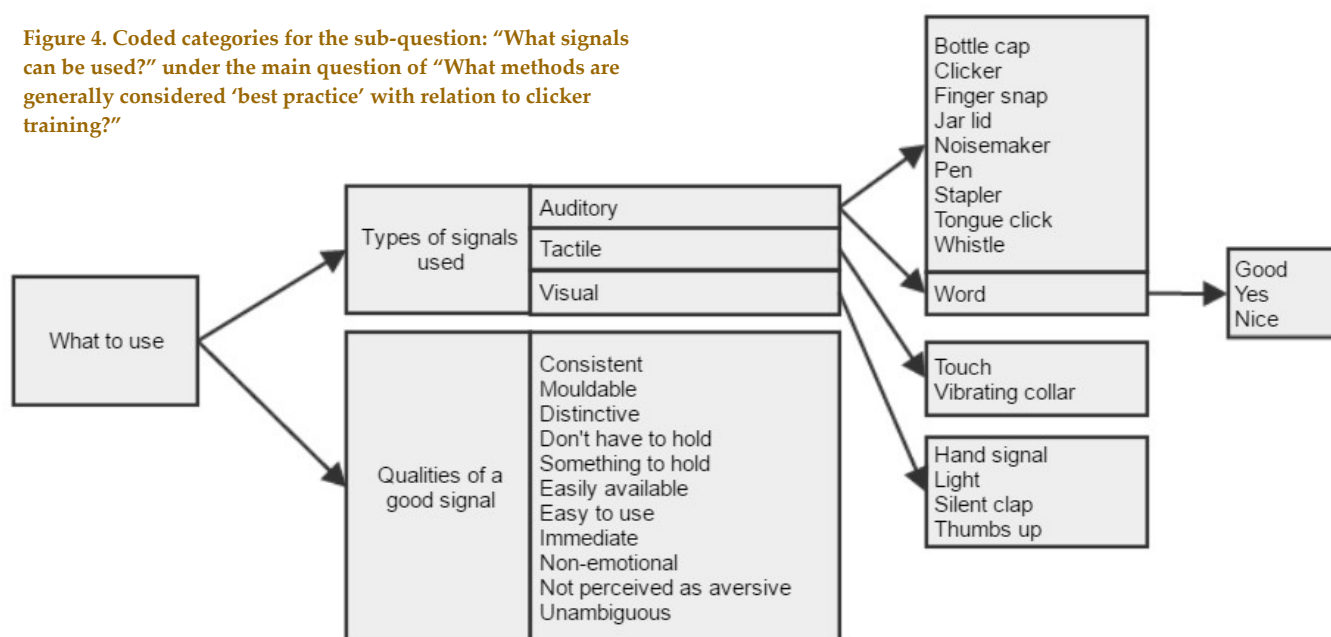 Figure 4. Coded categories for the sub-question: “What signals
can be used?” under the main question of “What methods are
generally considered ‘best practice’ with relation to clicker
training?”
What to use
Types of signals
used
Auditory
Tactile
Visual
Qualities of a
good signal
Consistent
Mouldable
Distinctive
Don't have to hold
Something to hold
Easily available
Easy to use
Immediate
Non-emotional
Not perceived as aversive
Unambiguous
Bottle cap
Clicker
Finger snap
Jar lid
Noisemaker
Pen
Stapler
Tongue click
Whistle
Word
Good
Yes
Nice
Touch
Vibrating collar
Hand signal
Light
Silent clap
Thumbs up